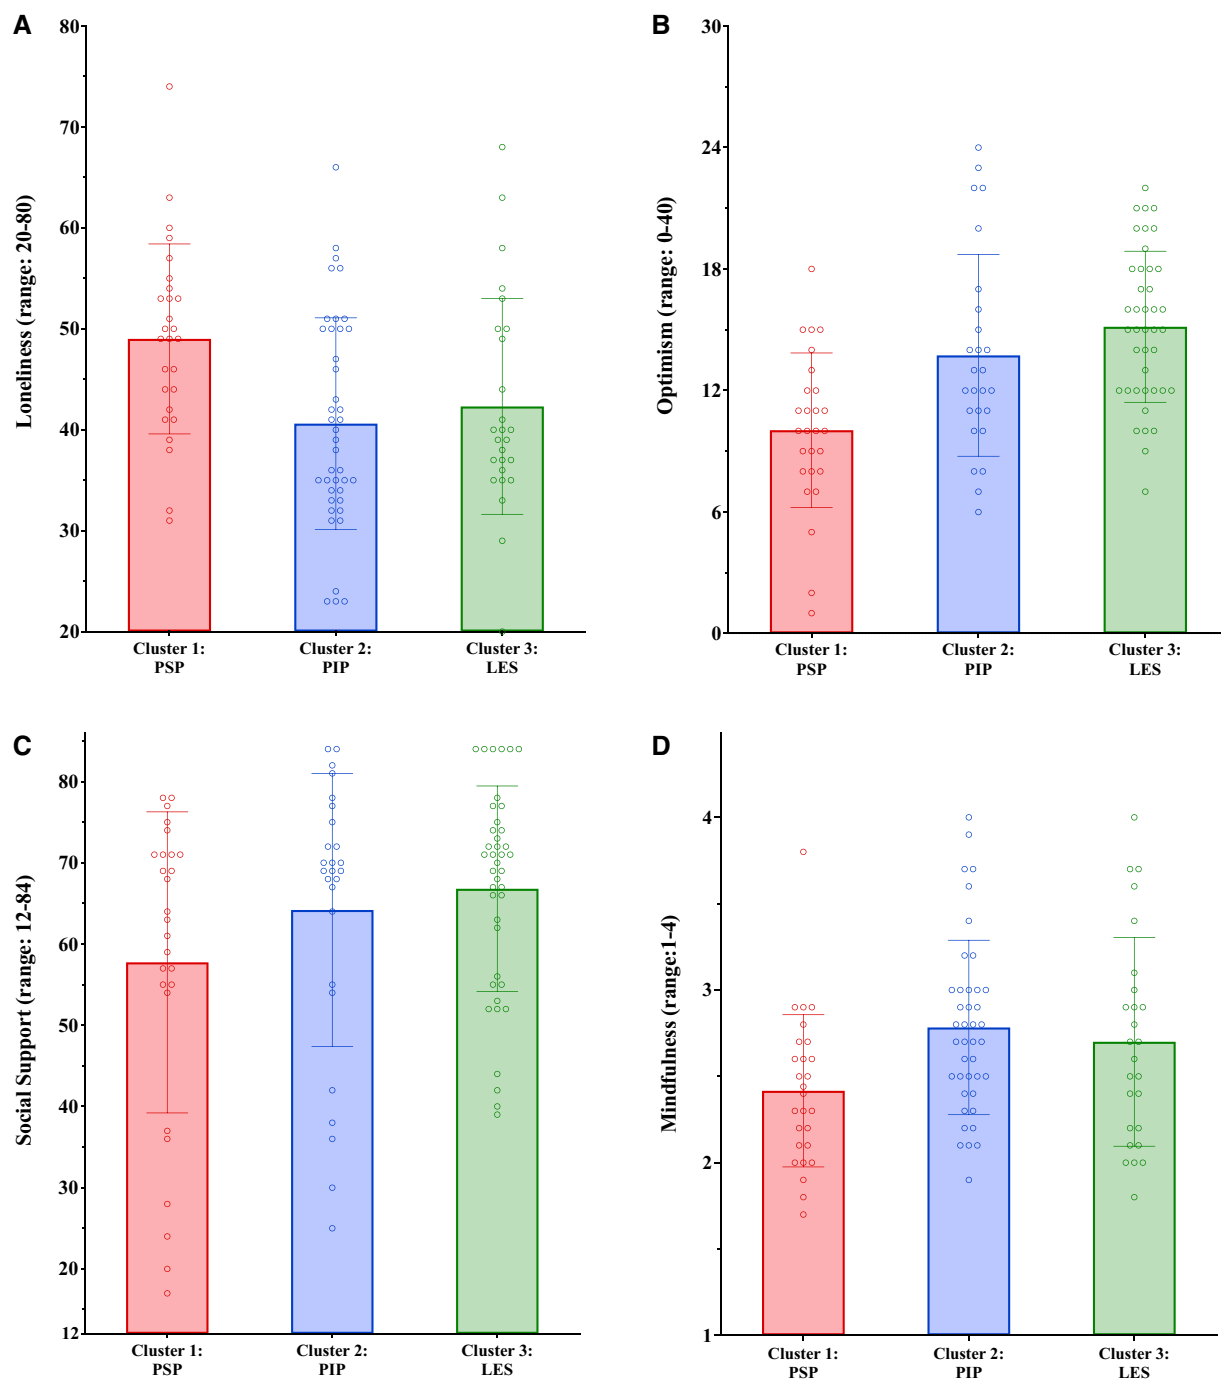 A
Loneliness (range: 20-80)
80
70
60
50
40
30
20
Cluster 1:
PSP
Cluster 2:
PIP
Cluster 3:
LES
B
Optimism (range: 0-40)
30
24
18
12
6
0
Cluster 1:
PSP
Cluster 2:
PIP
Cluster 3:
LES
C
Social Support (range: 12-84)
80
70
60
50
40
30
20
12
Cluster 1:
PSP
Cluster 2:
PIP
Cluster 3:
LES
D
Mindfulness (range:1-4)
4
3
2
1
Cluster 1:
PSP
Cluster 2:
PIP
Cluster 3:
LES